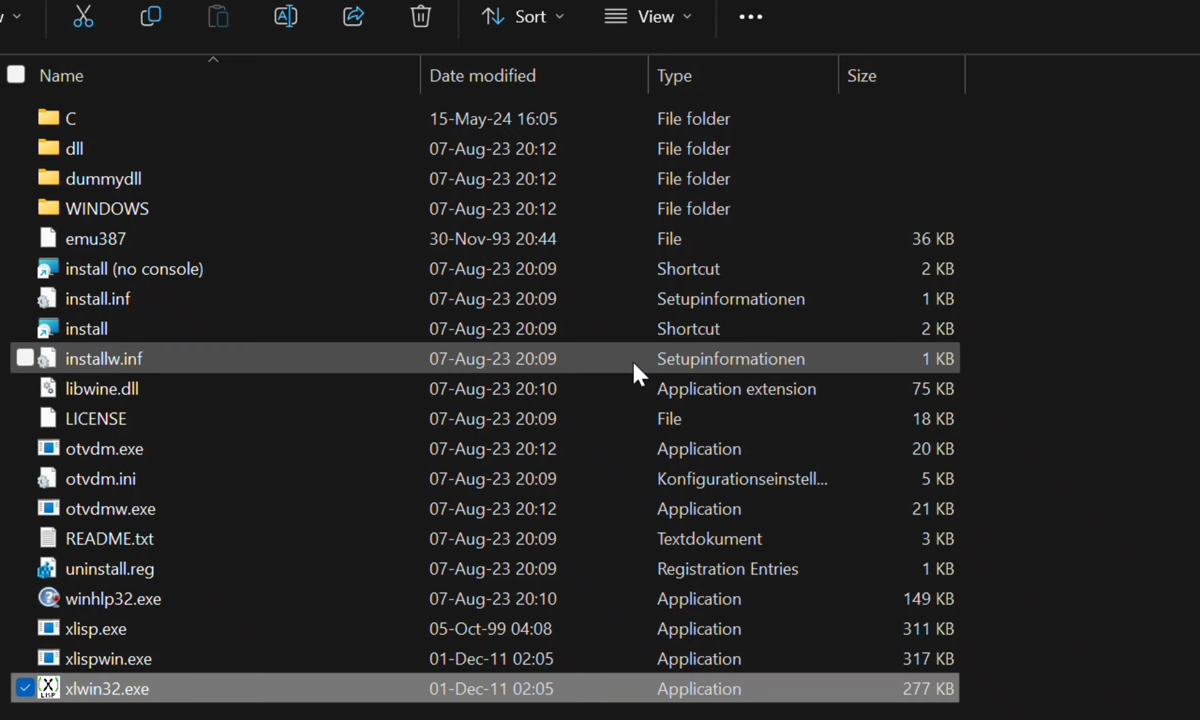 Sort View
Name Date modified Type Size
C 15-May-24 16:05 File folder
dll 07-Aug-23 20:12 File folder
dummydll 07-Aug-23 20:12 File folder
WINDOWS 07-Aug-23 20:12 File folder
emu387 30-Nov-93 20:44 File 36 KB
install (no console) 07-Aug-23 20:09 Shortcut 2 KB
install.inf 07-Aug-23 20:09 Setupinformationen 1 KB
install 07-Aug-23 20:09 Shortcut 2 KB
installw.inf 07-Aug-23 20:09 Setupinformationen 1 KB
libwine.dll 07-Aug-23 20:10 Application extension 75 KB
LICENSE 07-Aug-23 20:09 File 18 KB
otvdm.exe 07-Aug-23 20:12 Application 20 KB
otvdm.ini 07-Aug-23 20:09 Konfigurationseinstell... 5 KB
otvdmw.exe 07-Aug-23 20:12 Application 21 KB
README.txt 07-Aug-23 20:09 Textdokument 3 KB
uninstall.reg 07-Aug-23 20:09 Registration Entries 1 KB
winhlp32.exe 07-Aug-23 20:10 Application 149 KB
xlisp.exe 05-Oct-99 04:08 Application 311 KB
xlispwin.exe 01-Dec-11 02:05 Application 317 KB
xlwin32.exe 01-Dec-11 02:05 Application 277 KB